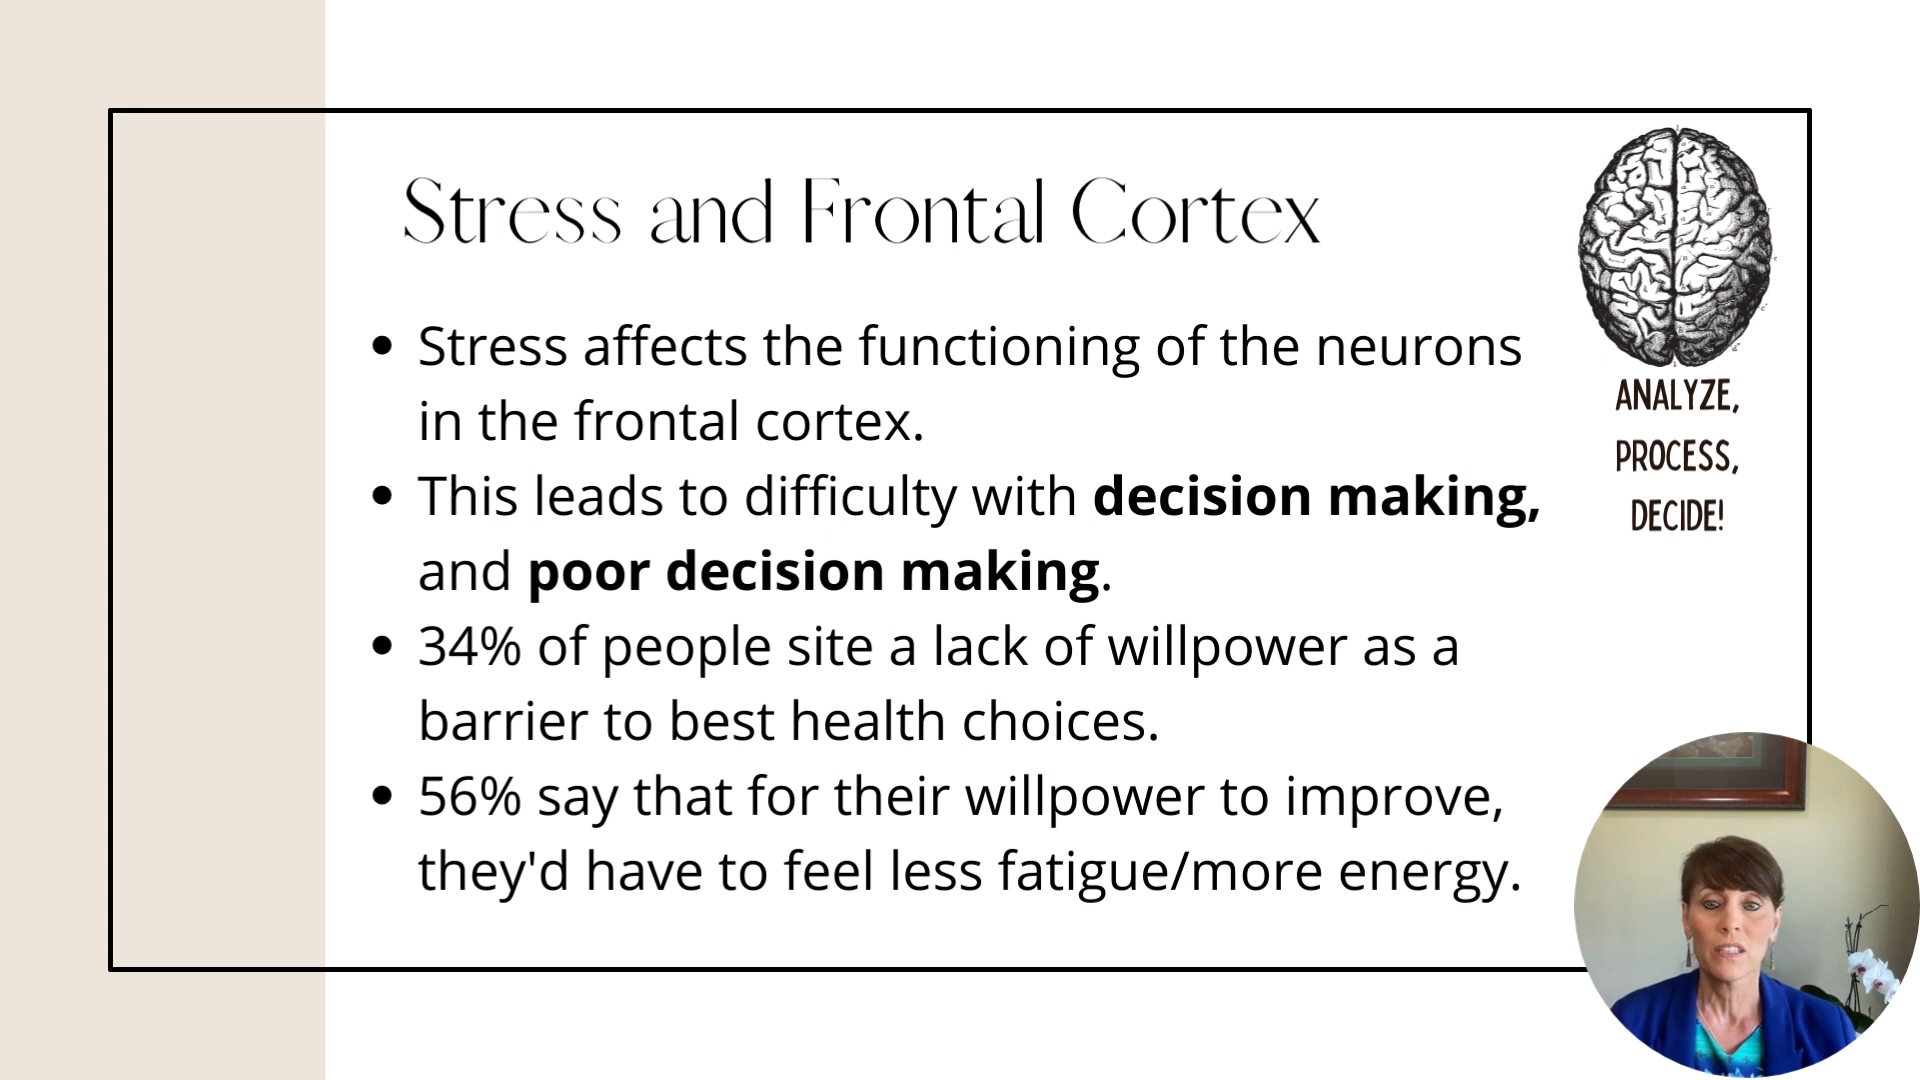 Stress and Frontal Cortex
Stress affects the functioning of the neurons
in the frontal cortex.
This leads to difficulty with decision making,
and poor decision making.
34% of people site a lack of willpower as a
barrier to best health choices.
56% say that for their willpower to improve,
they'd have to feel less fatigue/more energy.
ANALYZE,
PROCESS,
DECIDE!